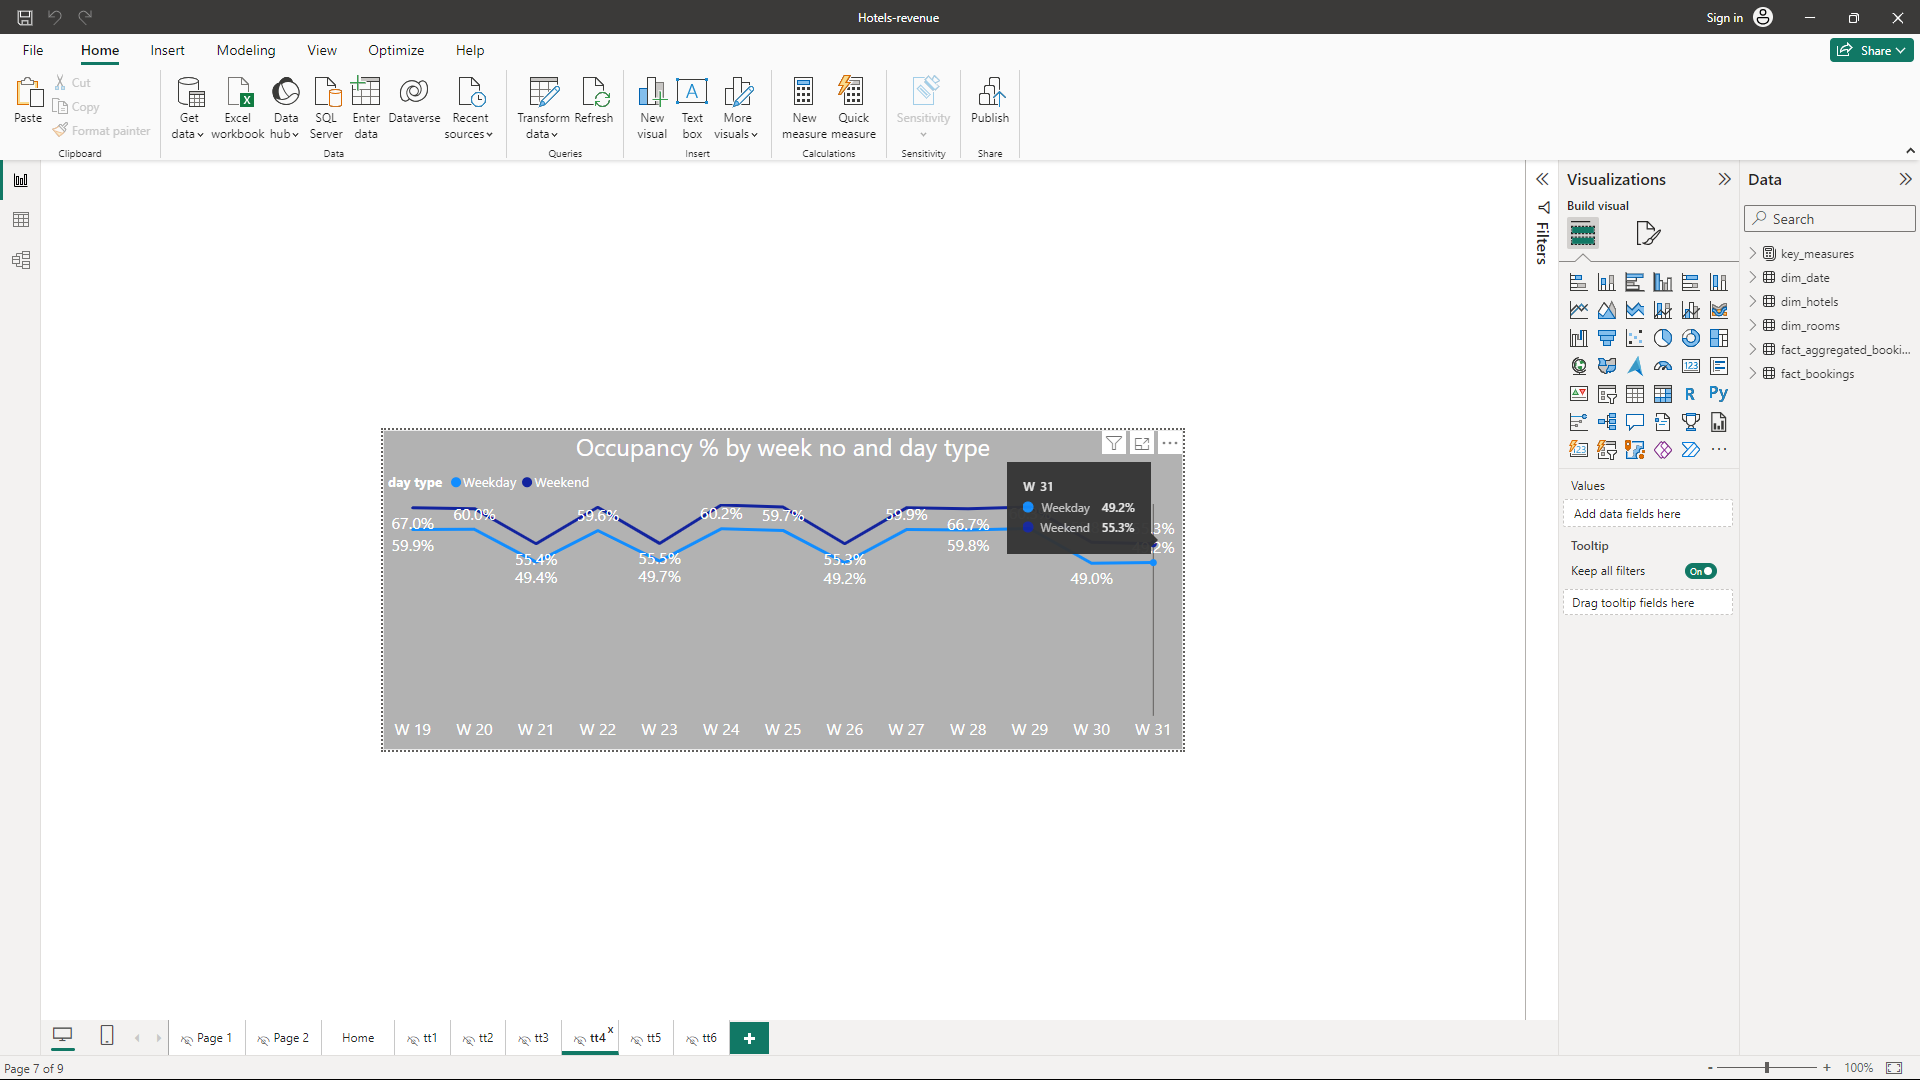 Hotels-revenue
Sign in
File Home Insert Modeling View Optimize Help
Share
Paste
Cut
Copy
Format painter
Clipboard
Get data
Excel workbook
Data hub
SQL Server
Enter data
Dataverse
Recent sources
Data
Transform data
Refresh
Queries
New visual
Text box
More visuals
Insert
New measure
Quick measure
Calculations
Sensitivity
Sensitivity
Publish
Share
Filters
Visualizations
Build visual
Values
Add data fields here
Tooltip
Keep all filters
On
Drag tooltip fields here
Data
Search
key_measures
dim_date
dim_hotels
dim_rooms
fact_aggregated_booki...
fact_bookings
Occupancy % by week no and day type
day type Weekday Weekend
W 31
Weekday 49.2%
Weekend 55.3%
67.0% 60.0% 59.6% 60.2% 59.7% 59.9% 66.7%
59.9% 55.4% 55.5% 55.3% 59.8%
49.4% 49.7% 49.2% 49.0%
W 19 W 20 W 21 W 22 W 23 W 24 W 25 W 26 W 27 W 28 W 29 W 30 W 31
Page 1 Page 2 Home tt1 tt2 tt3 tt4 x tt5 tt6 +
Page 7 of 9
- + 100%